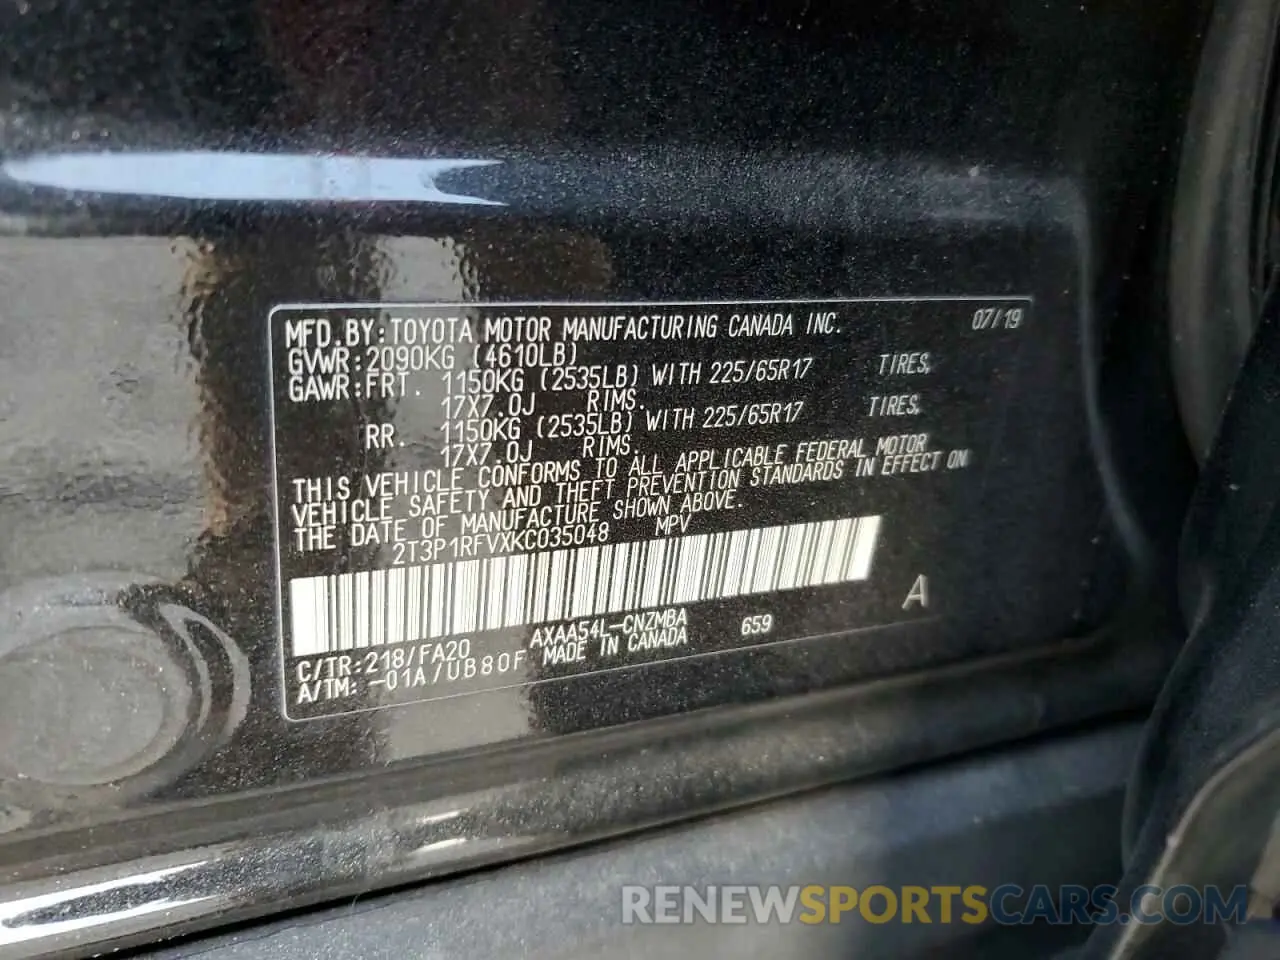 MFD.BY:TOYOTA MOTOR MANUFACTURING CANADA INC. 07/19
GVWR:2090KG (4610LB)
GAWR:FRT. 1150KG (2535LB) WITH 225/65R17 TIRES,
17X7.0J RIMS.
RR. 1150KG (2535LB) WITH 225/65R17 TIRES,
17X7.0J RIMS.
THIS VEHICLE CONFORMS TO ALL APPLICABLE FEDERAL MOTOR
VEHICLE SAFETY AND THEFT PREVENTION STANDARDS IN EFFECT ON
THE DATE OF MANUFACTURE SHOWN ABOVE.
2T3P1RFVXKC035048 MPV
A
C/TR:218/FA20 AXAA54L-CNZMBA 659
A/TM: -01A/UB80F MADE IN CANADA
RENEWSPORTSCARS.COM